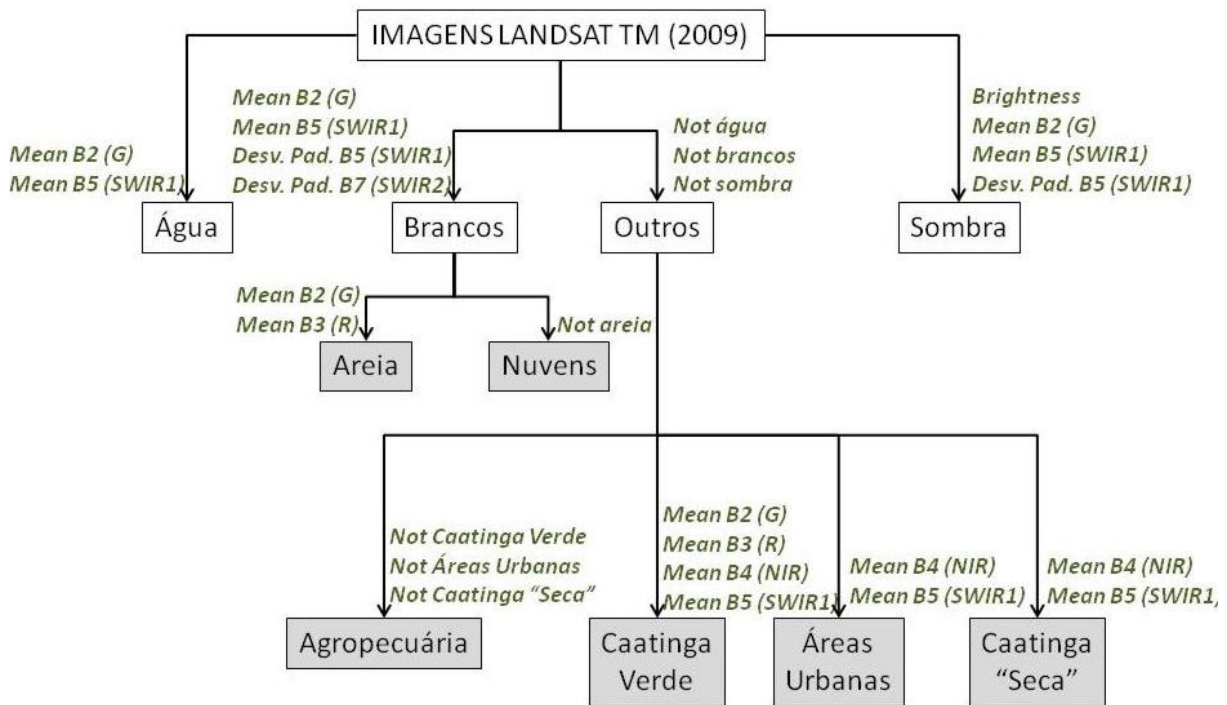 IMAGENS LANDSAT TM (2009)
Mean B2 (G)
Mean B5 (SWIR1)
Mean B2 (G)
Mean B5 (SWIR1)
Desv. Pad. B5 (SWIR1)
Desv. Pad. B7 (SWIR2)
Not água
Not brancos
Not sombra
Brightness
Mean B2 (G)
Mean B5 (SWIR1)
Desv. Pad. B5 (SWIR1)
Água
Brancos
Outros
Sombra
Mean B2 (G)
Mean B3 (R)
Not areia
Areia
Nuvens
Not Caatinga Verde
Not Áreas Urbanas
Not Caatinga “Seca”
Mean B2 (G)
Mean B3 (R)
Mean B4 (NIR)
Mean B5 (SWIR1)
Mean B4 (NIR)
Mean B5 (SWIR1)
Mean B4 (NIR)
Mean B5 (SWIR1)
Agropecuária
Caatinga
Verde
Áreas
Urbanas
Caatinga
“Seca”